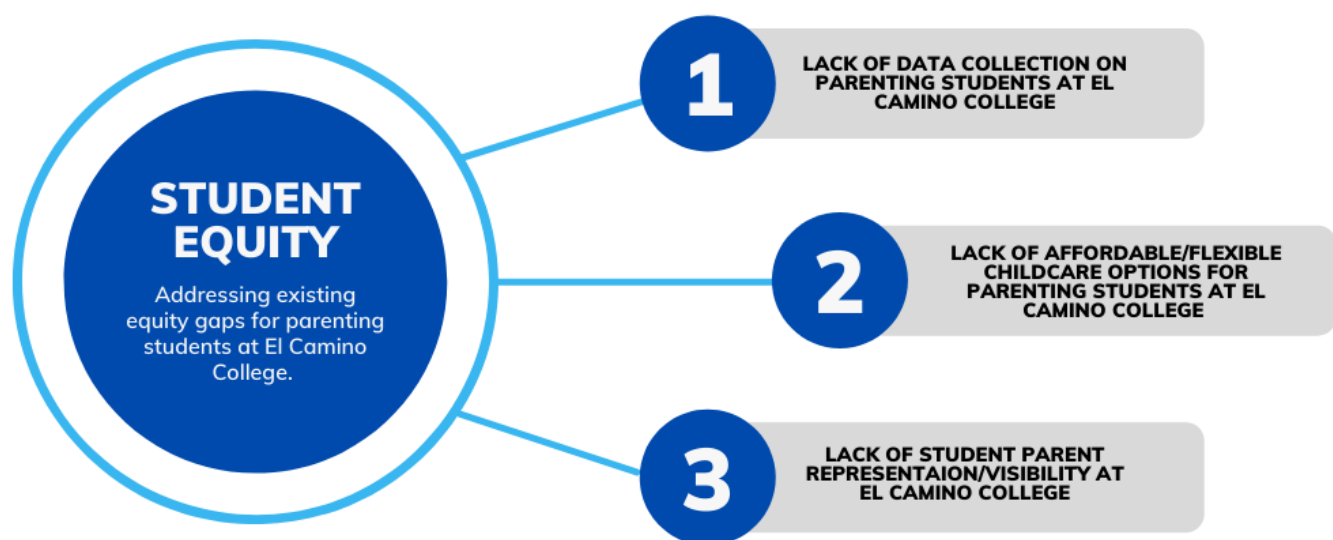 STUDENT
EQUITY
Addressing existing
equity gaps for parenting
students at El Camino
College.
1
LACK OF DATA COLLECTION ON
PARENTING STUDENTS AT EL
CAMINO COLLEGE
2
LACK OF AFFORDABLE/FLEXIBLE
CHILDCARE OPTIONS FOR
PARENTING STUDENTS AT EL
CAMINO COLLEGE
3
LACK OF STUDENT PARENT
REPRESENTAION/VISIBILITY AT
EL CAMINO COLLEGE